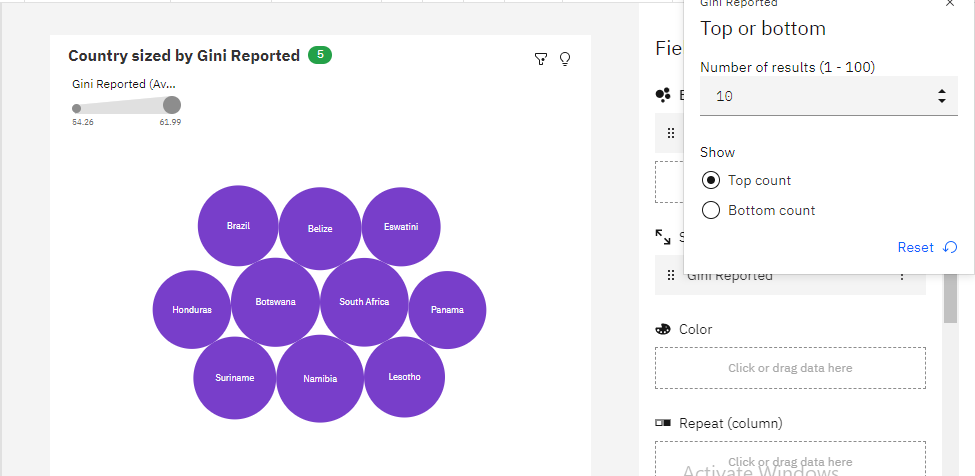 Country sized by Gini Reported 5
Gini Reported (Av...
54.26 61.99
Brazil
Belize
Eswatini
Honduras
Botswana
South Africa
Panama
Suriname
Namibia
Lesotho
Gini Reported
Top or bottom
Number of results (1 - 100)
10
Show
Top count
Bottom count
Reset
Fie
Gini Reported
Color
Click or drag data here
Repeat (column)
Click or drag data here
Activate Windows